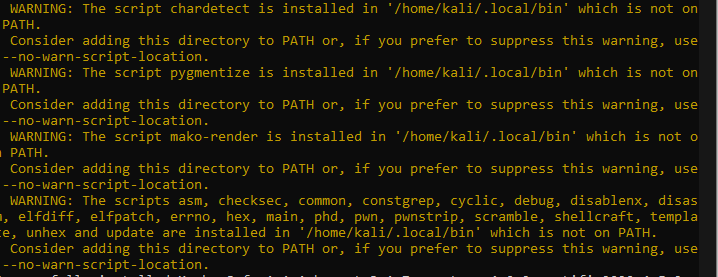 WARNING: The script chardetect is installed in '/home/kali/.local/bin' which is not on
PATH.
Consider adding this directory to PATH or, if you prefer to suppress this warning, use
--no-warn-script-location.
WARNING: The script pygmentize is installed in '/home/kali/.local/bin' which is not on
PATH.
Consider adding this directory to PATH or, if you prefer to suppress this warning, use
--no-warn-script-location.
WARNING: The script mako-render is installed in '/home/kali/.local/bin' which is not o
n PATH.
Consider adding this directory to PATH or, if you prefer to suppress this warning, use
--no-warn-script-location.
WARNING: The scripts asm, checksec, common, constgrep, cyclic, debug, disablenx, disas
m, elfdiff, elfpatch, errno, hex, main, phd, pwn, pwnstrip, scramble, shellcraft, templa
te, unhex and update are installed in '/home/kali/.local/bin' which is not on PATH.
Consider adding this directory to PATH or, if you prefer to suppress this warning, use
--no-warn-script-location.